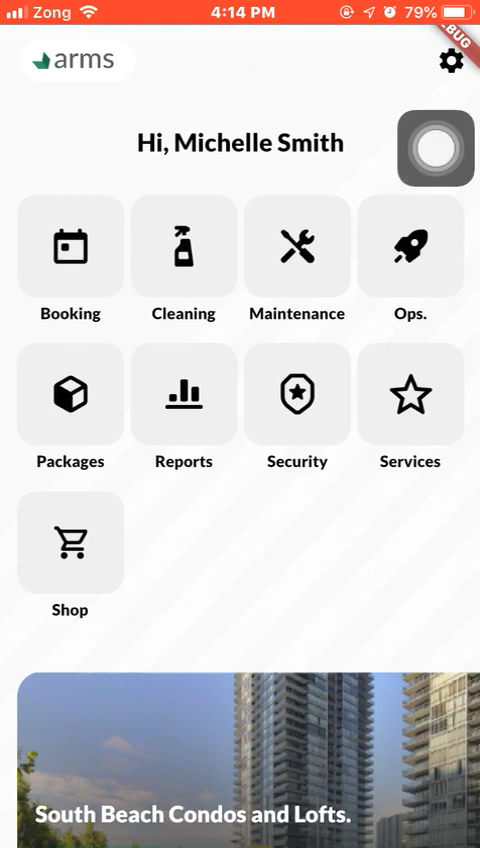 Zong 4:14 PM 79%
arms
Hi, Michelle Smith
Booking Cleaning Maintenance Ops.
Packages Reports Security Services
Shop
South Beach Condos and Lofts.